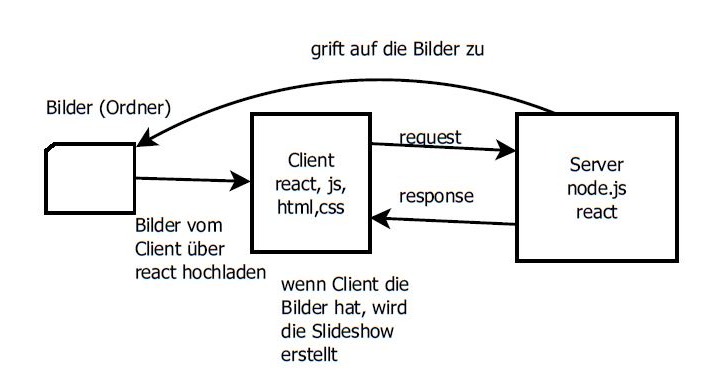 grift auf die Bilder zu
Bilder (Ordner)
Client
react, js,
html,css
request
response
Server
node.js
react
Bilder vom
Client über
react hochladen
wenn Client die
Bilder hat, wird
die Slideshow
erstellt